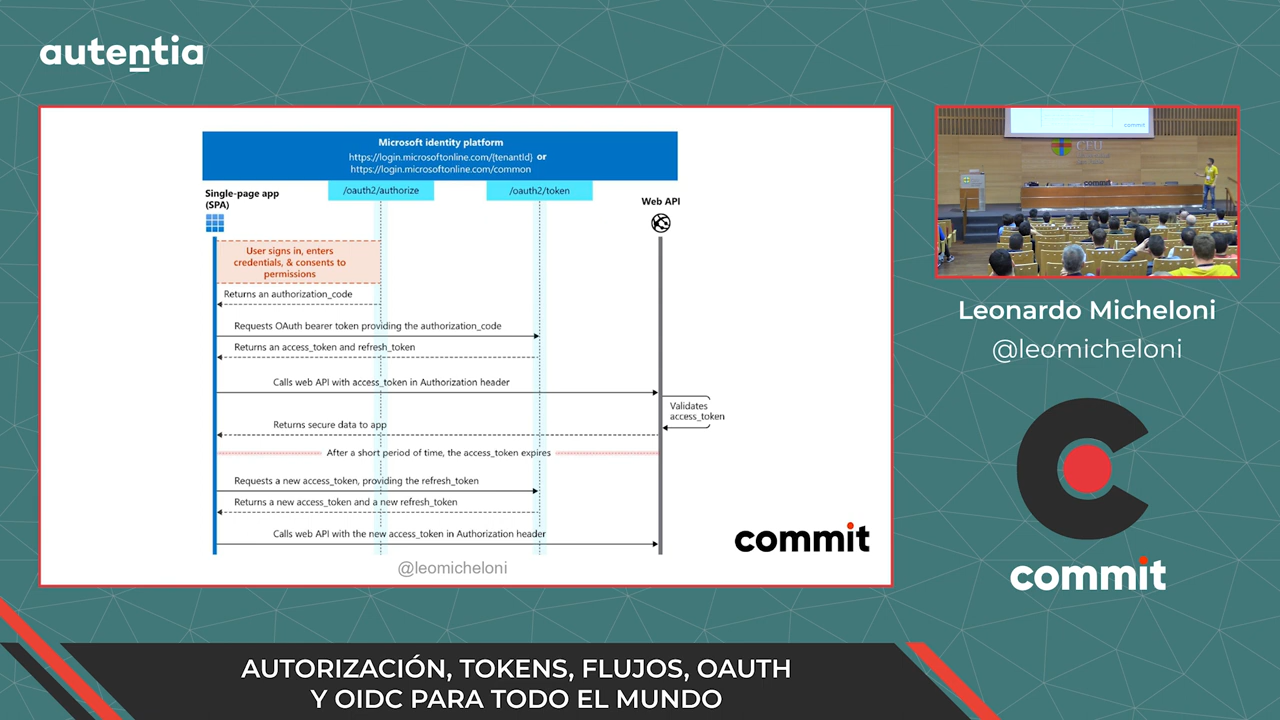 autentia
Microsoft identity platform
https://login.microsoftonline.com/{tenantId} or
https://login.microsoftonline.com/common
/oauth2/authorize
/oauth2/token
Single-page app
(SPA)
Web API
User signs in, enters
credentials, & consents to
permissions
Returns an authorization_code
Requests OAuth bearer token providing the authorization_code
Returns an access_token and refresh_token
Calls web API with access_token in Authorization header
Validates
access_token
Returns secure data to app
After a short period of time, the access_token expires
Requests a new access_token, providing the refresh_token
Returns a new access_token and a new refresh_token
Calls web API with the new access_token in Authorization header
commit
@leomicheloni
commit
CEU
commit
Leonardo Micheloni
@leomicheloni
commit
AUTORIZACIÓN, TOKENS, FLUJOS, OAUTH
Y OIDC PARA TODO EL MUNDO